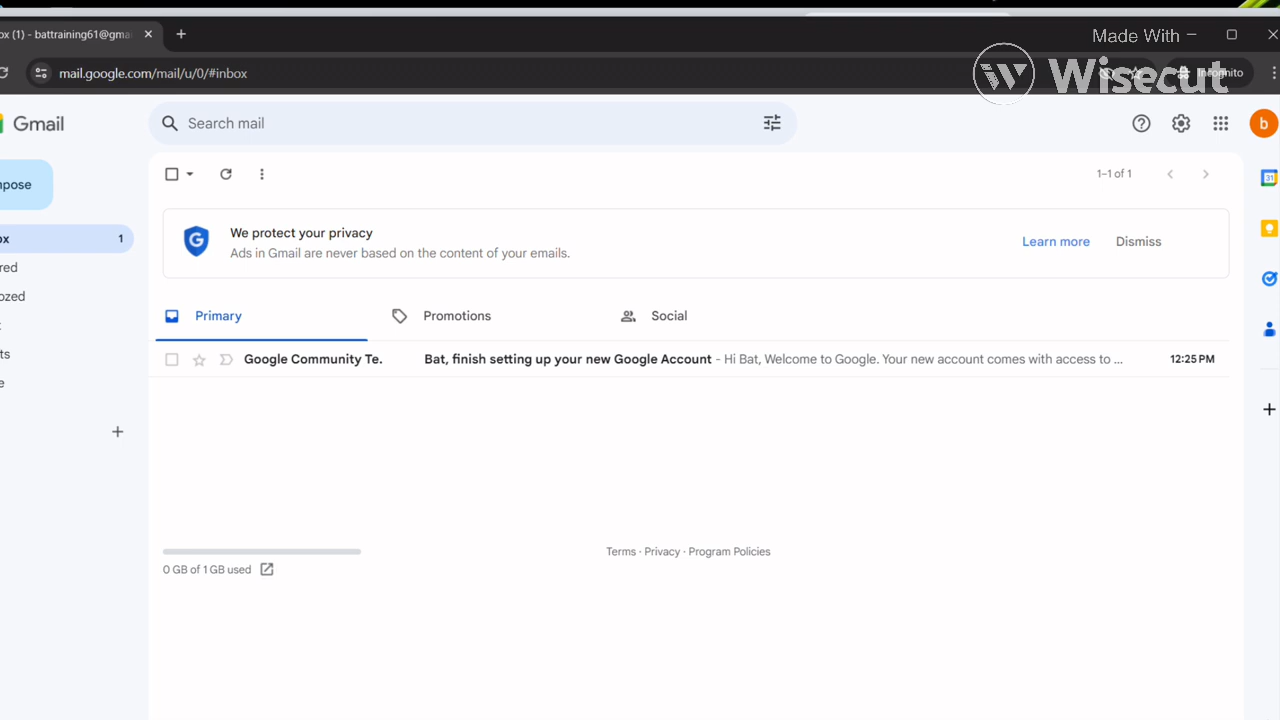 ox (1) - battraining61@gma
Made With
Wisecut
mail.google.com/mail/u/0/#inbox
Incognito
Gmail
Search mail
b
mpose
1–1 of 1
31
We protect your privacy
Ads in Gmail are never based on the content of your emails.
Learn more
Dismiss
ox
1
red
ozed
t
ts
e
Primary
Promotions
Social
Google Community Te.
Bat, finish setting up your new Google Account - Hi Bat, Welcome to Google. Your new account comes with access to ...
12:25 PM
Terms · Privacy · Program Policies
0 GB of 1 GB used